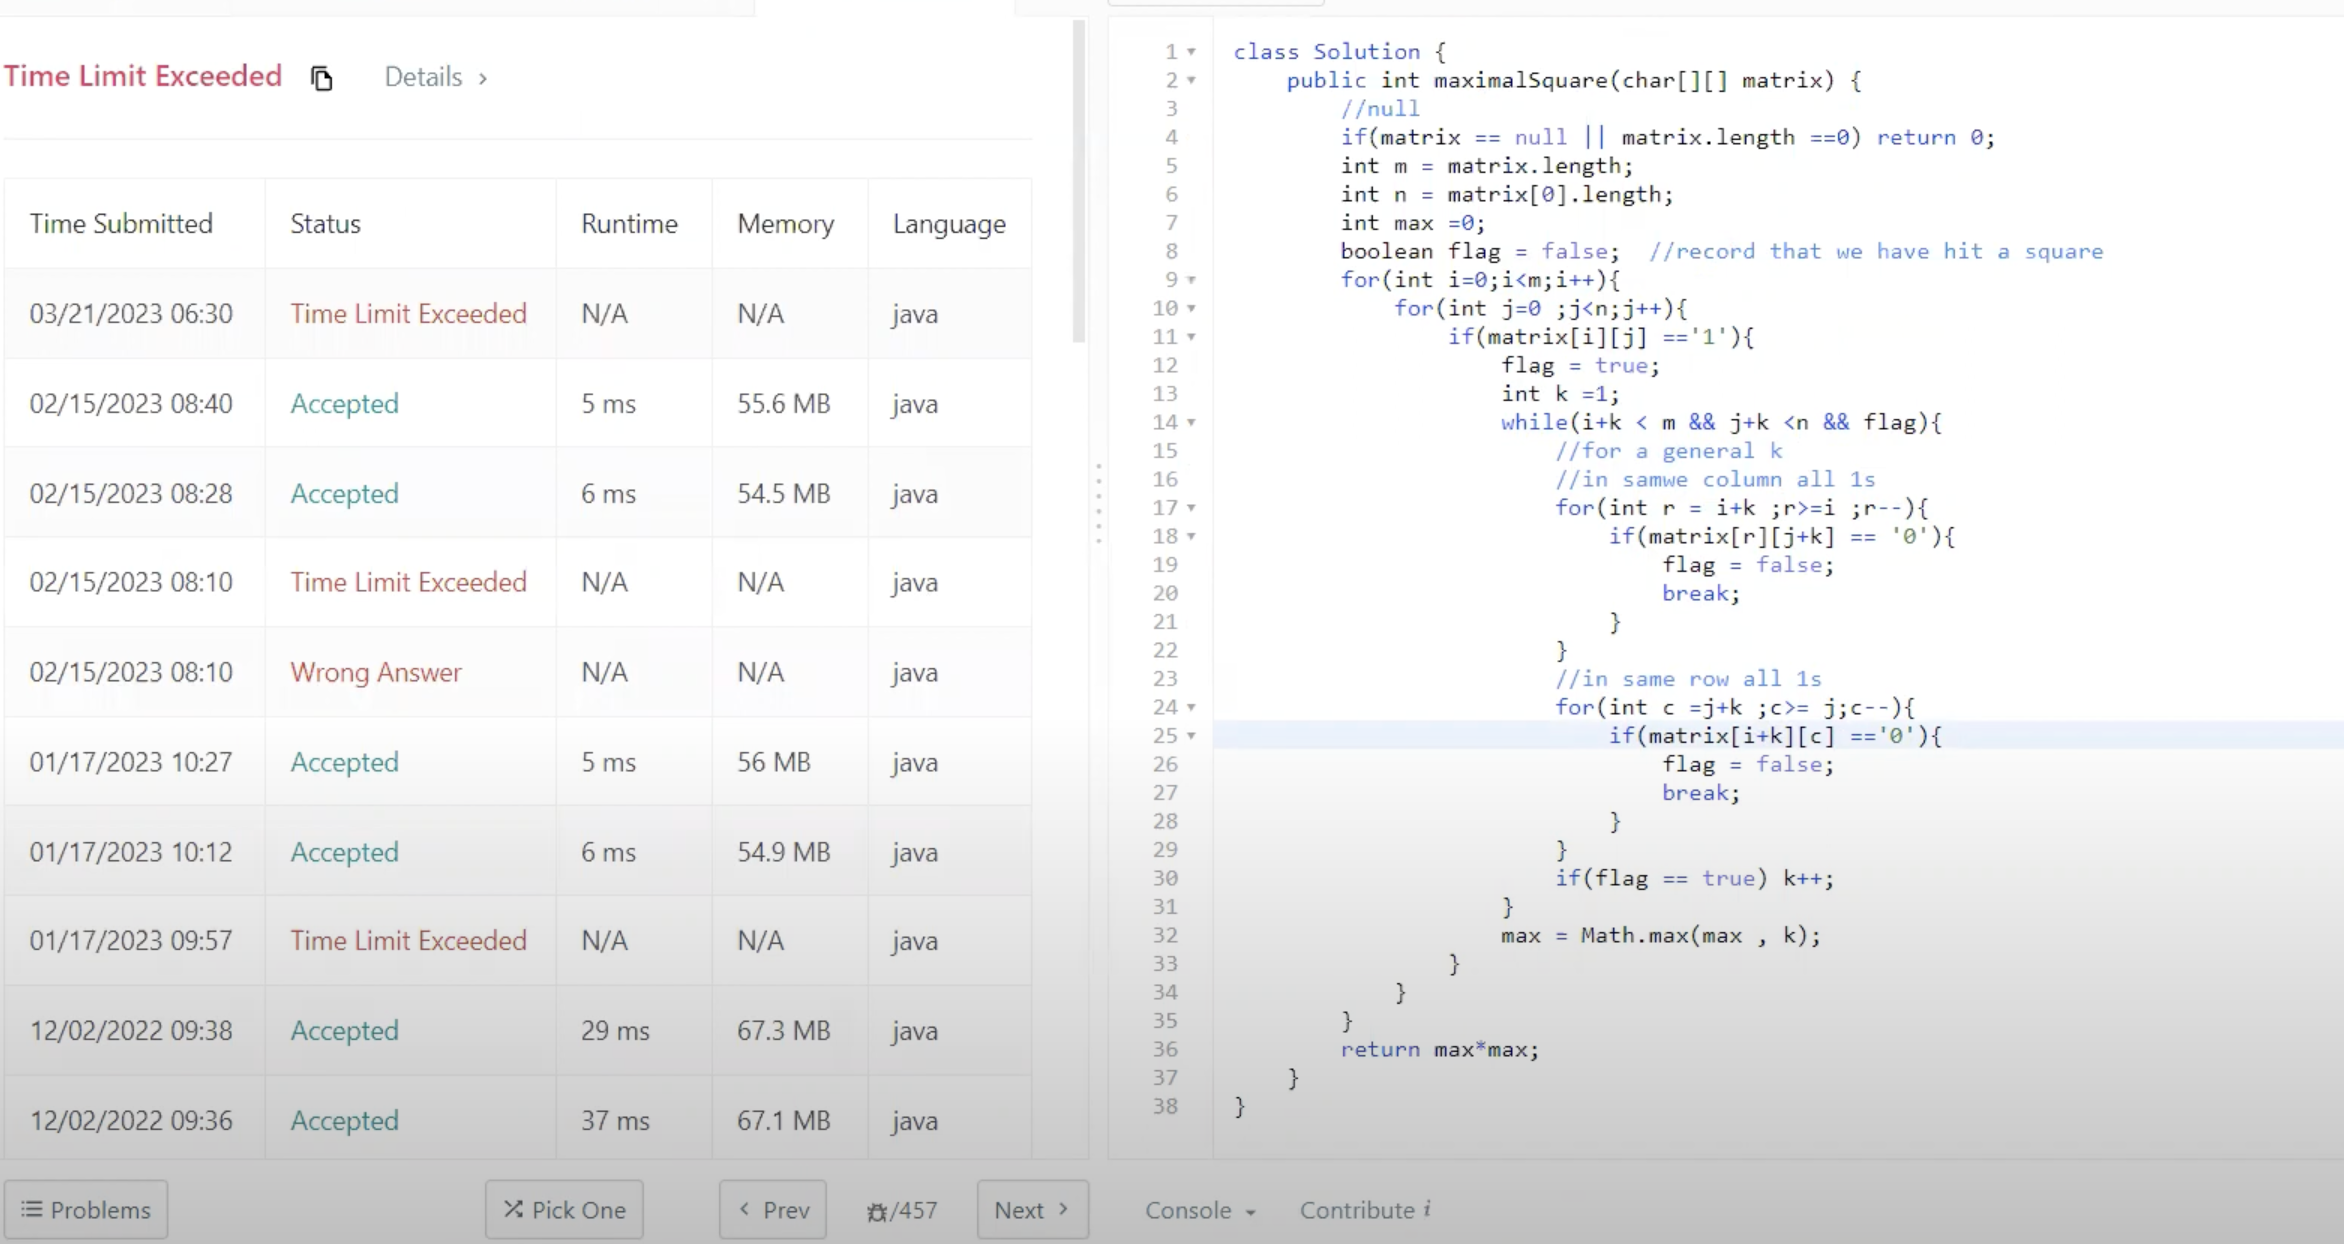 Time Limit Exceeded Details >
Time Submitted Status Runtime Memory Language
03/21/2023 06:30 Time Limit Exceeded N/A N/A java
02/15/2023 08:40 Accepted 5 ms 55.6 MB java
02/15/2023 08:28 Accepted 6 ms 54.5 MB java
02/15/2023 08:10 Time Limit Exceeded N/A N/A java
02/15/2023 08:10 Wrong Answer N/A N/A java
01/17/2023 10:27 Accepted 5 ms 56 MB java
01/17/2023 10:12 Accepted 6 ms 54.9 MB java
01/17/2023 09:57 Time Limit Exceeded N/A N/A java
12/02/2022 09:38 Accepted 29 ms 67.3 MB java
12/02/2022 09:36 Accepted 37 ms 67.1 MB java
Problems Pick One < Prev /457 Next >
1 class Solution {
2 public int maximalSquare(char[][] matrix) {
3 //null
4 if(matrix == null || matrix.length ==0) return 0;
5 int m = matrix.length;
6 int n = matrix[0].length;
7 int max =0;
8 boolean flag = false; //record that we have hit a square
9 for(int i=0;i<m;i++){
10 for(int j=0 ;j<n;j++){
11 if(matrix[i][j] =='1'){
12 flag = true;
13 int k =1;
14 while(i+k < m && j+k <n && flag){
15 //for a general k
16 //in samwe column all 1s
17 for(int r = i+k ;r>=i ;r--){
18 if(matrix[r][j+k] == '0'){
19 flag = false;
20 break;
21 }
22 }
23 //in same row all 1s
24 for(int c =j+k ;c>= j;c--){
25 if(matrix[i+k][c] =='0'){
26 flag = false;
27 break;
28 }
29 }
30 if(flag == true) k++;
31 }
32 max = Math.max(max , k);
33 }
34 }
35 }
36 return max*max;
37 }
38 }
Console Contribute i